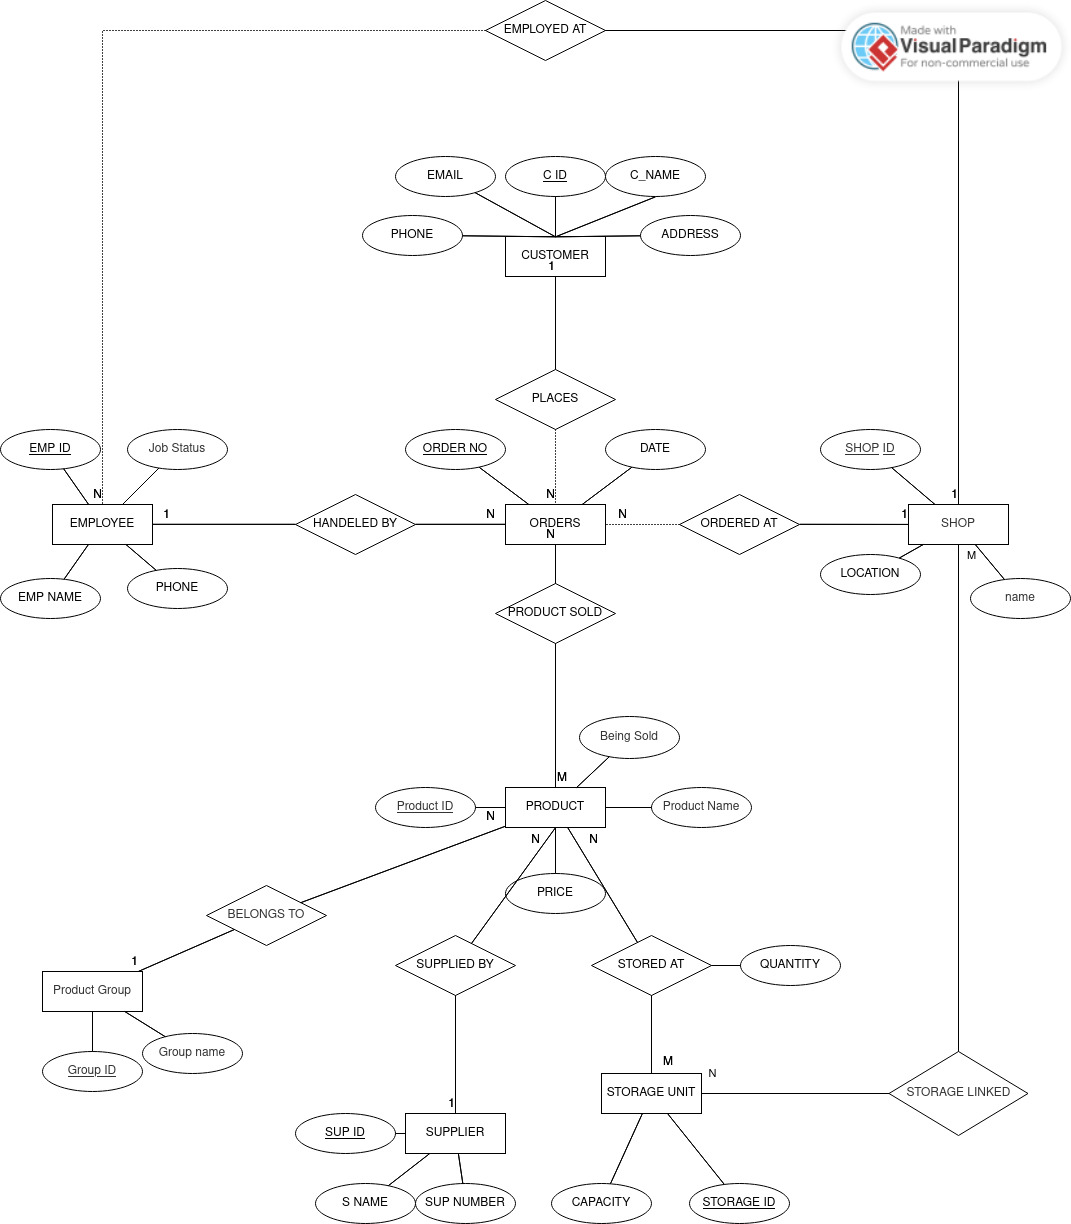 EMPLOYED AT
Made with
Visual Paradigm
For non-commercial use
EMAIL
C ID
C_NAME
PHONE
ADDRESS
CUSTOMER
1
PLACES
EMP ID
Job Status
ORDER NO
DATE
SHOP ID
N
N
1
EMPLOYEE
1
HANDELED BY
N
ORDERS
N
N
ORDERED AT
1
SHOP
M
EMP NAME
PHONE
LOCATION
name
PRODUCT SOLD
Being Sold
M
Product ID
PRODUCT
Product Name
N
N
N
PRICE
BELONGS TO
1
SUPPLIED BY
STORED AT
QUANTITY
Product Group
Group name
Group ID
M
N
STORAGE UNIT
STORAGE LINKED
1
SUP ID
SUPPLIER
S NAME
SUP NUMBER
CAPACITY
STORAGE ID